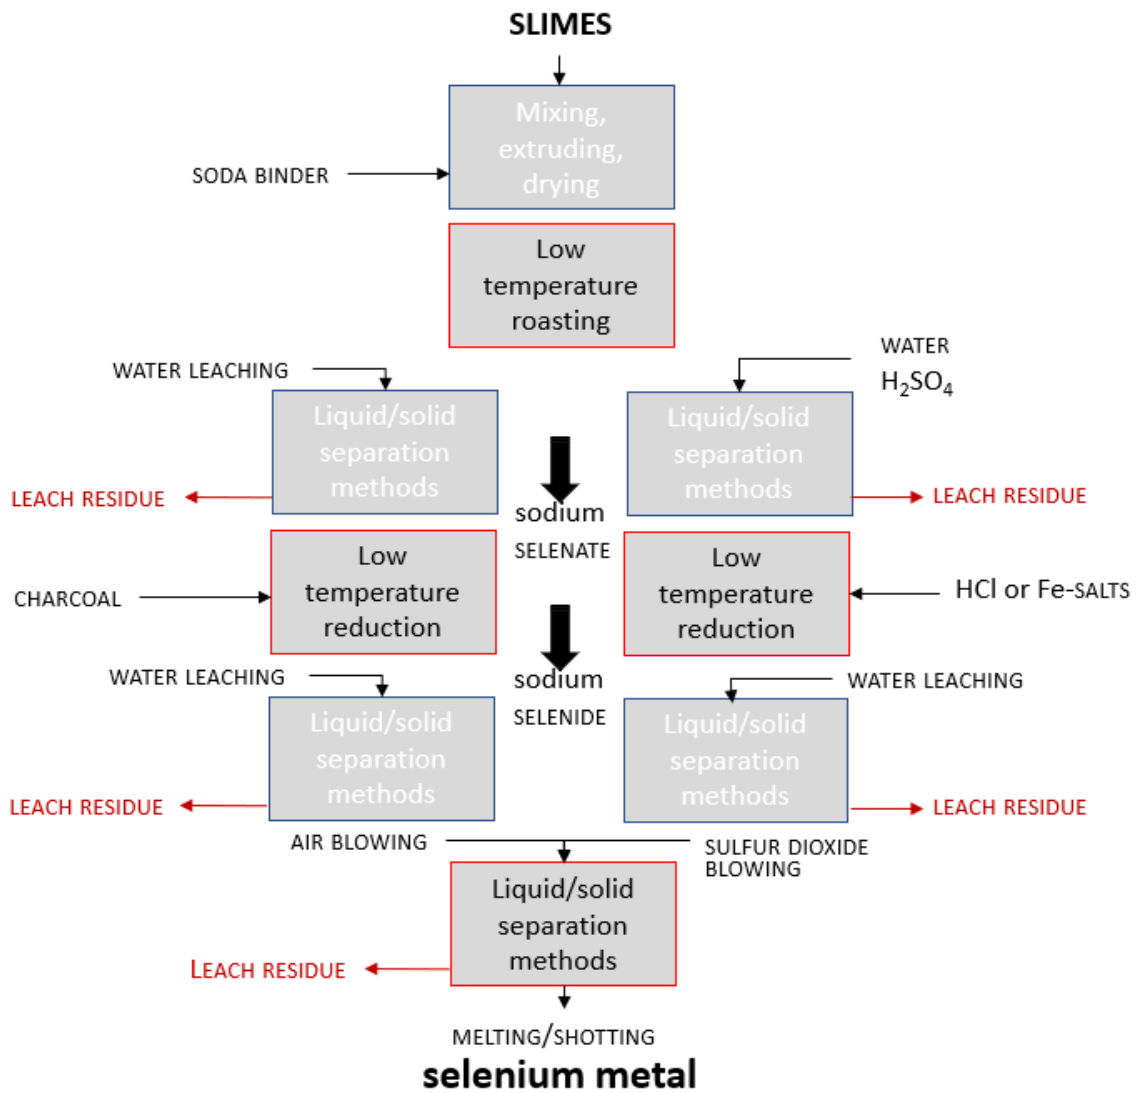 SLIMES
Mixing,
extruding,
drying
SODA BINDER
Low
temperature
roasting
WATER LEACHING
WATER
H₂SO₄
Liquid/solid
separation
methods
Liquid/solid
separation
methods
LEACH RESIDUE
sodium
SELENATE
LEACH RESIDUE
CHARCOAL
Low
temperature
reduction
Low
temperature
reduction
HCl or Fe-SALTS
WATER LEACHING
sodium
SELENIDE
WATER LEACHING
Liquid/solid
separation
methods
Liquid/solid
separation
methods
LEACH RESIDUE
LEACH RESIDUE
AIR BLOWING
SULFUR DIOXIDE
BLOWING
Liquid/solid
separation
methods
LEACH RESIDUE
MELTING/SHOTTING
selenium metal